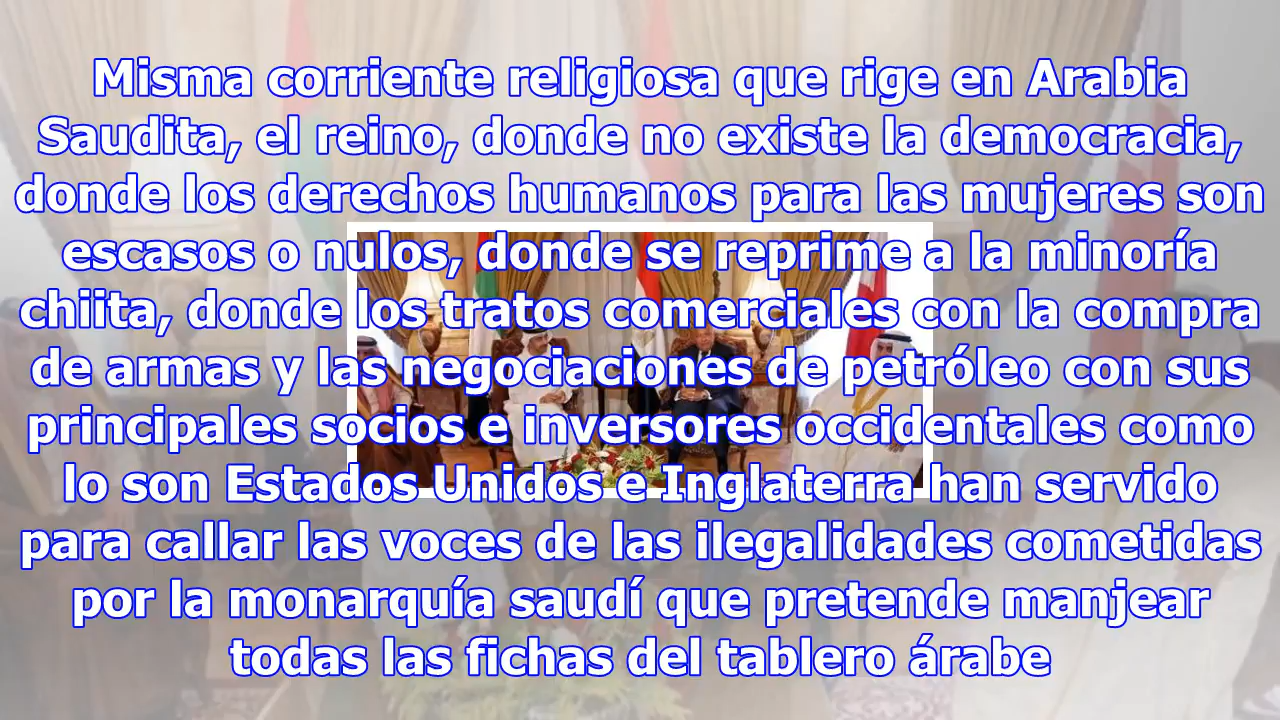 Misma corriente religiosa que rige en Arabia
Saudita, el reino, donde no existe la democracia,
donde los derechos humanos para las mujeres son
escasos o nulos, donde se reprime a la minoría
chiita, donde los tratos comerciales con la compra
de armas y las negociaciones de petróleo con sus
principales socios e inversores occidentales como
lo son Estados Unidos e Inglaterra han servido
para callar las voces de las ilegalidades cometidas
por la monarquía saudí que pretende manjear
todas las fichas del tablero árabe